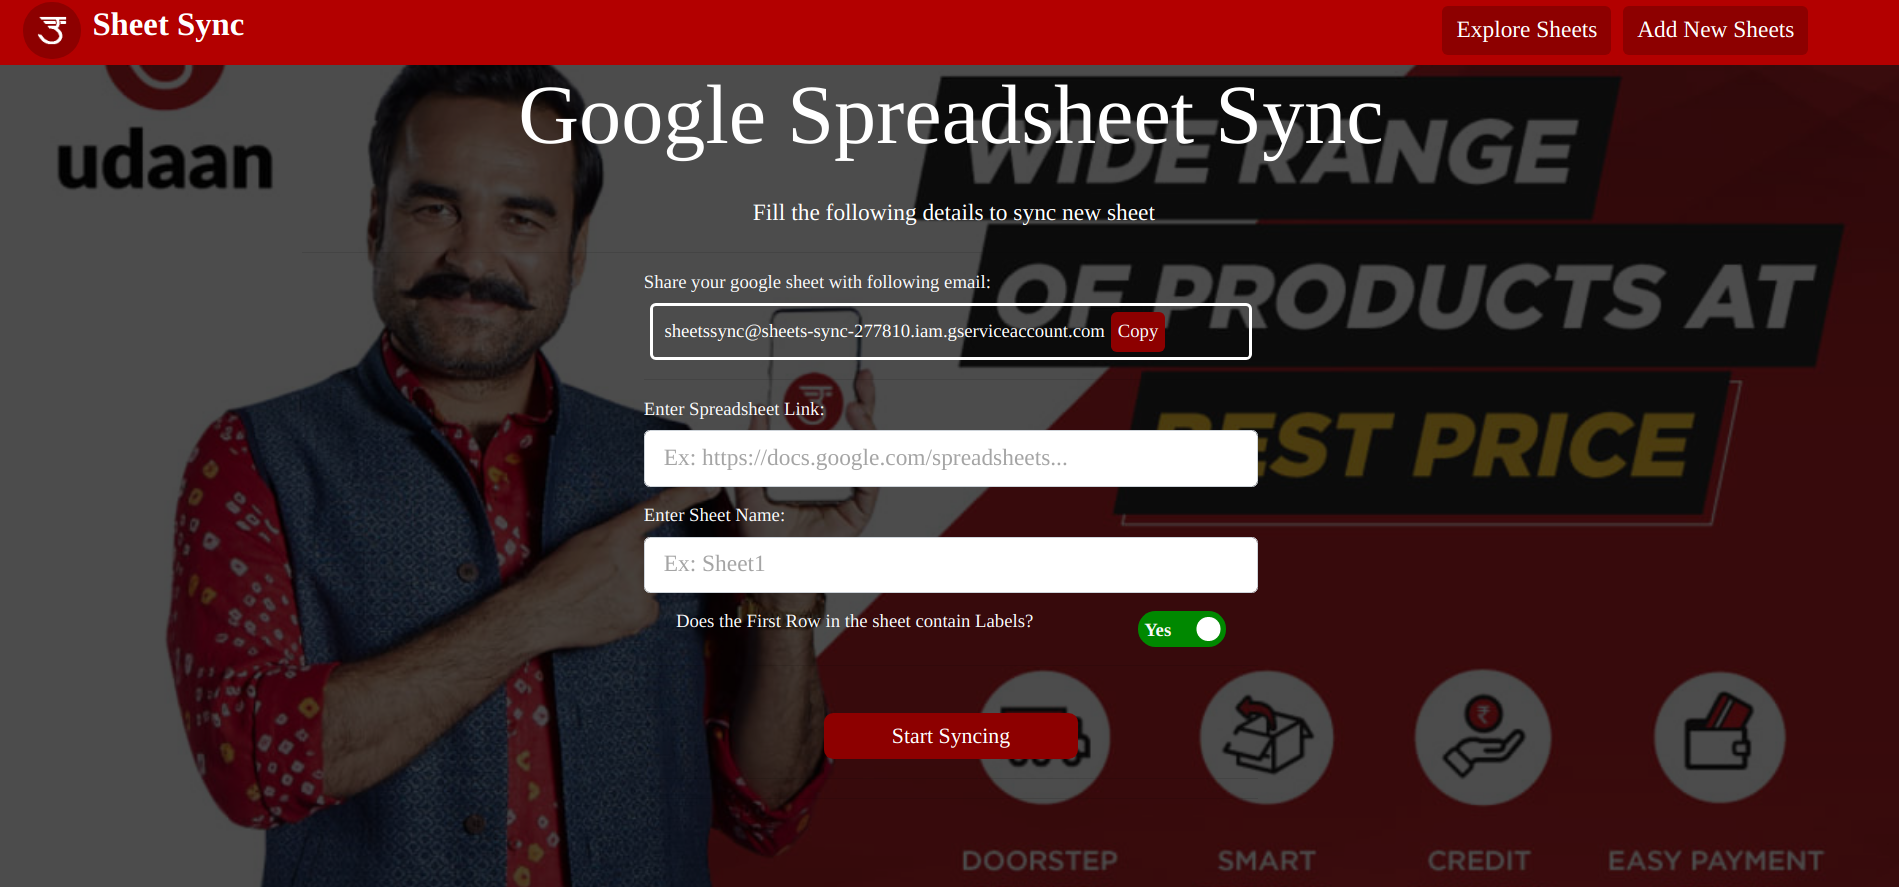 उ Sheet Sync
Explore Sheets
Add New Sheets
udaan
Google Spreadsheet Sync
WIDE RANGE
Fill the following details to sync new sheet
OF PRODUCTS AT
Share your google sheet with following email:
sheetssync@sheets-sync-277810.iam.gserviceaccount.com Copy
BEST PRICE
Enter Spreadsheet Link:
Ex: https://docs.google.com/spreadsheets...
Enter Sheet Name:
Ex: Sheet1
Does the First Row in the sheet contain Labels?
Yes
Start Syncing
₹
DOORSTEP
SMART
CREDIT
EASY PAYMENT